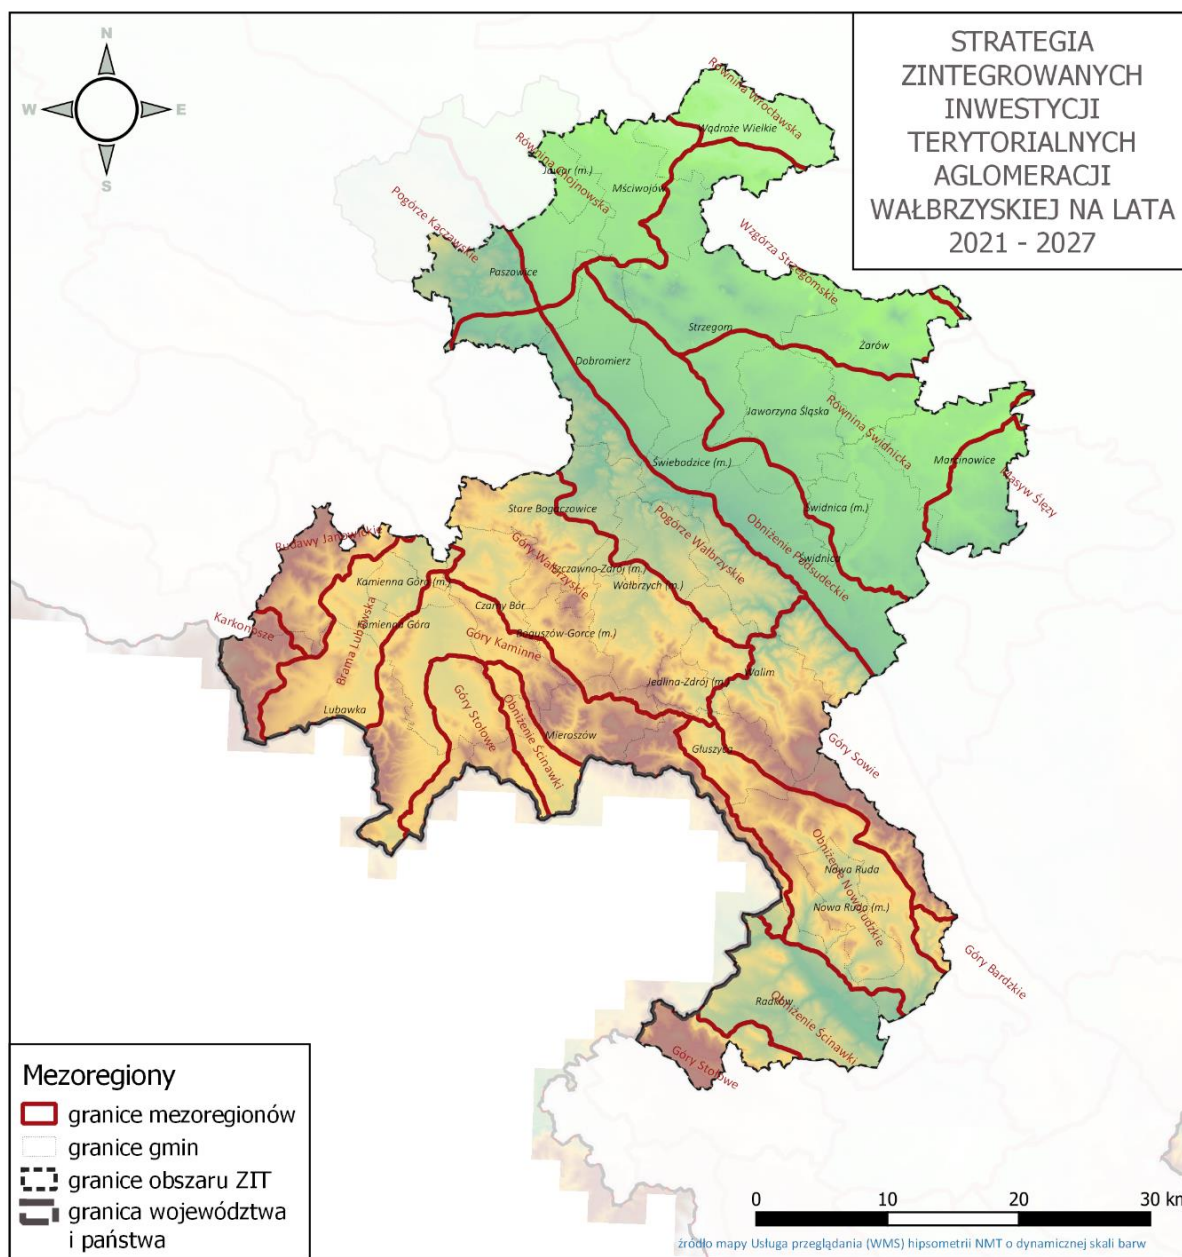 N
W
E
S
STRATEGIA
ZINTEGROWANYCH
INWESTYCJI
TERYTORIALNYCH
AGLOMERACJI
WAŁBRZYSKIEJ NA LATA
2021 - 2027
Równina Wrocławska
Wądroże Wielkie
Równina Chojnowska
Jawor (m.)
Mściwojów
Pogórze Kaczawskie
Paszowice
Wzgórza Strzegomskie
Strzegom
Żarów
Dobromierz
Jaworzyna Śląska
Równina Świdnicka
Świebodzice (m.)
Marcinowice
Masyw Ślęzy
Stare Bogaczowice
Świdnica (m.)
Rudawy Janowickie
Góry Wałbrzyskie
Pogórze Wałbrzyskie
Obniżenie Podsudeckie
Świdnica
Szczawno-Zdrój (m.)
Kamienna Góra (m.)
Wałbrzych (m.)
Czarny Bór
Karkonosze
Brama Lubawska
Kamienna Góra
Góry Kaminne
Boguszów-Gorce (m.)
Walim
Jedlina-Zdrój (m.)
Lubawka
Góry Stołowe
Obniżenie Ścinawki
Mieroszów
Głuszyca
Góry Sowie
Obniżenie Noworudzkie
Nowa Ruda
Nowa Ruda (m.)
Góry Bardzkie
Radków
Obniżenie Ścinawki
Góry Stołowe
Mezoregiony
granice mezoregionów
granice gmin
granice obszaru ZIT
granica województwa
i państwa
0 10 20 30 km
źródło mapy Usługa przeglądania (WMS) hipsometrii NMT o dynamicznej skali barw